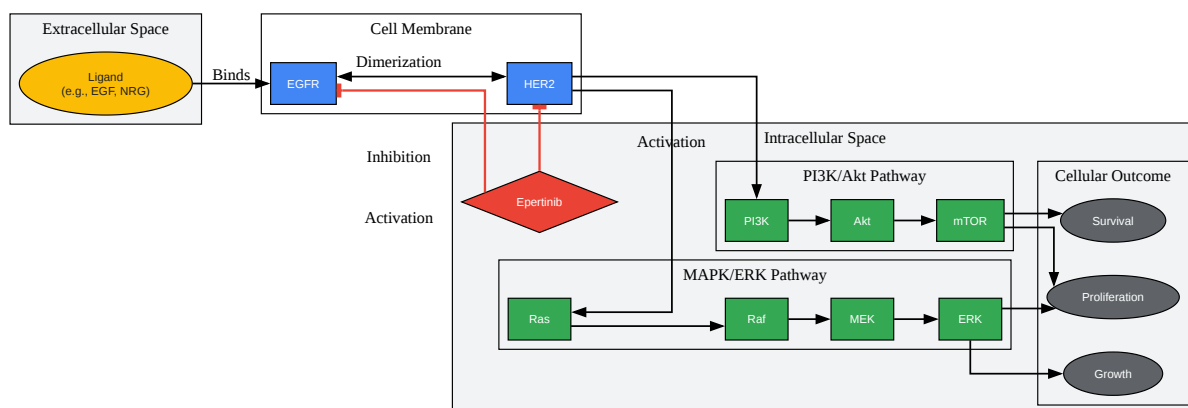 Extracellular Space
Cell Membrane
Ligand
(e.g., EGF, NRG)
Binds
EGFR
Dimerization
HER2
Intracellular Space
Activation
Inhibition
Activation
Epertinib
PI3K/Akt Pathway
PI3K
Akt
mTOR
Cellular Outcome
Survival
Proliferation
Growth
MAPK/ERK Pathway
Ras
Raf
MEK
ERK